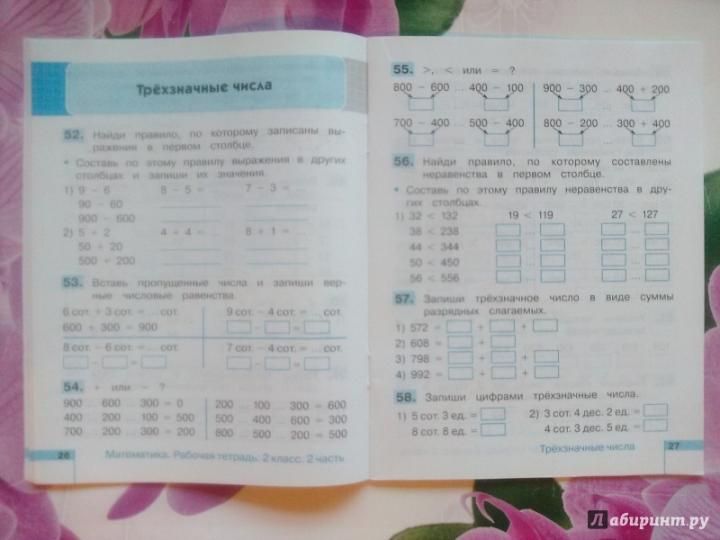 Трёхзначные числа
52. Найди правило, по которому записаны вы-
ражения в первом столбце.
• Составь по этому правилу выражения в других
столбцах и запиши их значения.
1) 9 − 6 8 − 5 = 7 − 3 =
90 − 60
900 − 600
2) 5 + 2 4 + 4 = 8 + 1 =
50 + 20
500 + 200
53. Вставь пропущенные числа и запиши вер-
ные числовые равенства.
6 сот. + 3 сот. = ... сот. 9 сот. − 4 сот. = ... сот.
600 + 300 = 900 − =
8 сот. − 6 сот. = ... сот. 7 сот. − 4 сот. = ... сот.
− = − =
54. + или − ?
900 ... 600 ... 300 = 0 200 ... 100 ... 300 = 600
400 ... 200 ... 100 = 500 500 ... 400 ... 600 = 300
700 ... 200 ... 300 = 200 800 ... 500 ... 200 = 500
26 Математика. Рабочая тетрадь. 2 класс. 2 часть
55. >, < или = ?
800 − 600 ... 400 − 100 900 − 300 ... 400 + 200
700 − 400 ... 500 − 400 800 − 200 ... 300 + 400
56. Найди правило, по которому составлены
неравенства в первом столбце.
• Составь по этому правилу неравенства в дру-
гих столбцах.
1) 32 < 132 19 < 119 27 < 127
38 < 238 ... ...
44 < 344 ... ...
50 < 450 ... ...
56 < 556 ... ...
57. Запиши трёхзначное число в виде суммы
разрядных слагаемых.
1) 572 = + +
2) 608 = +
3) 798 = + +
4) 992 = + +
58. Запиши цифрами трёхзначные числа.
1) 5 сот. 3 ед. = 2) 3 сот. 4 дес. 2 ед. =
8 сот. 8 ед. = 4 сот. 3 дес. 5 ед. =
Трёхзначные числа 27
Лабиринт.ру